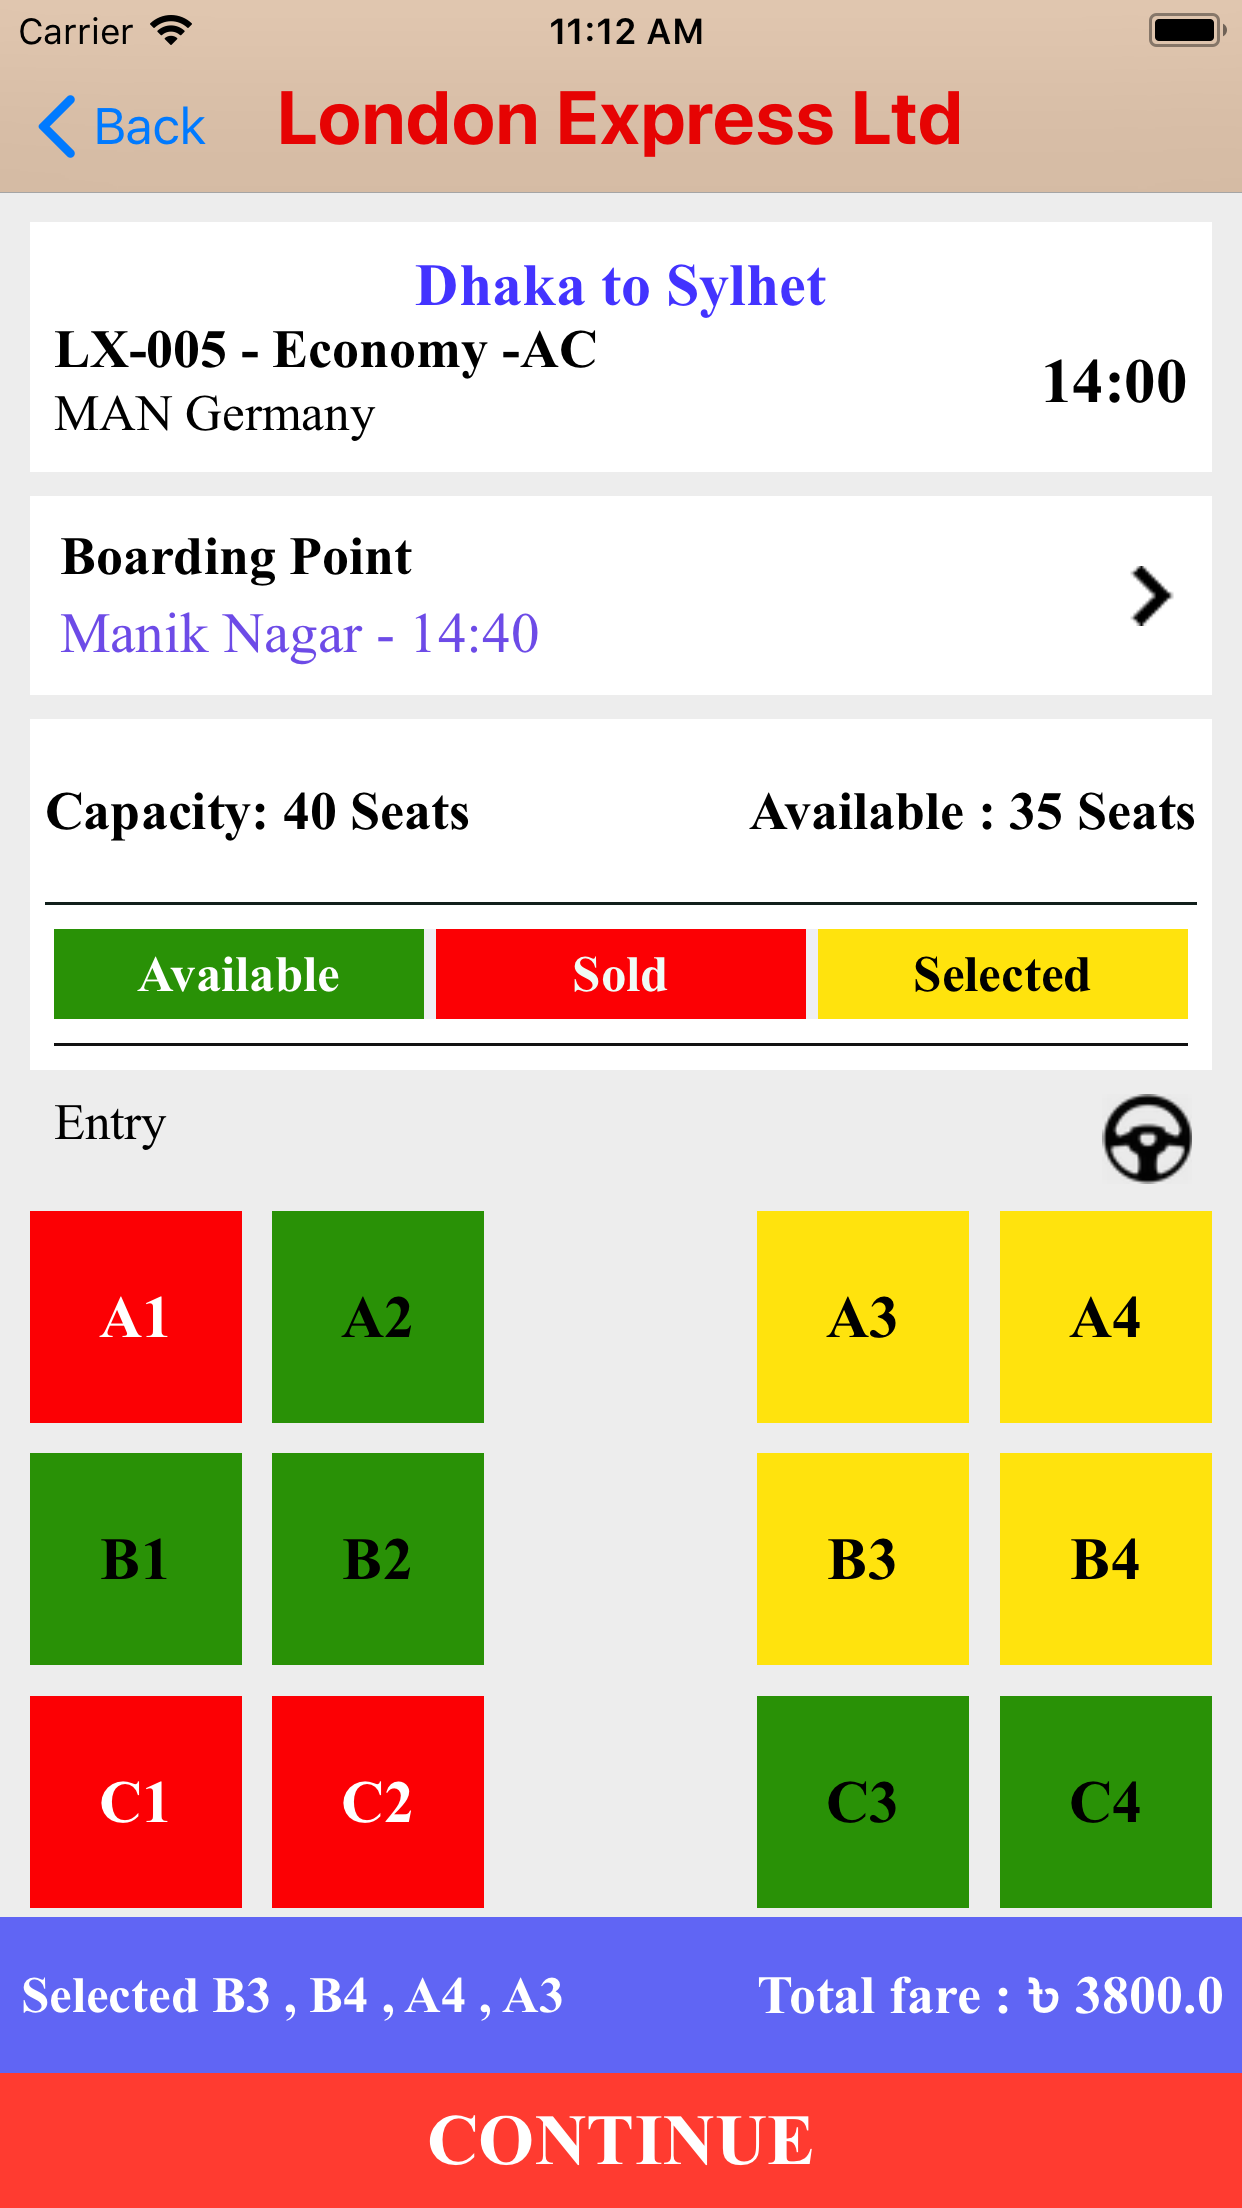 Carrier 11:12 AM
Back London Express Ltd
Dhaka to Sylhet
LX-005 - Economy -AC
MAN Germany
14:00
Boarding Point
Manik Nagar - 14:40
Capacity: 40 Seats Available : 35 Seats
Available Sold Selected
Entry
A1 A2 A3 A4
B1 B2 B3 B4
C1 C2 C3 C4
Selected B3 , B4 , A4 , A3 Total fare : ৳ 3800.0
CONTINUE